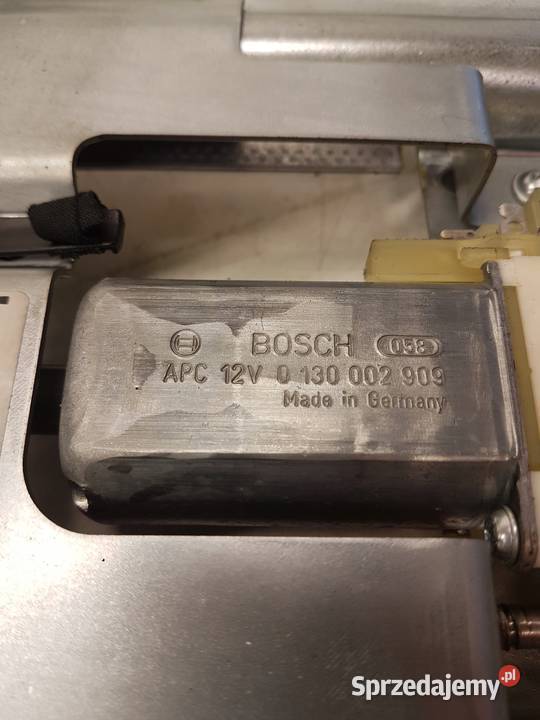 BOSCH 058
APC 12V 0 130 002 909
Made in Germany
Sprzedajemy.pl